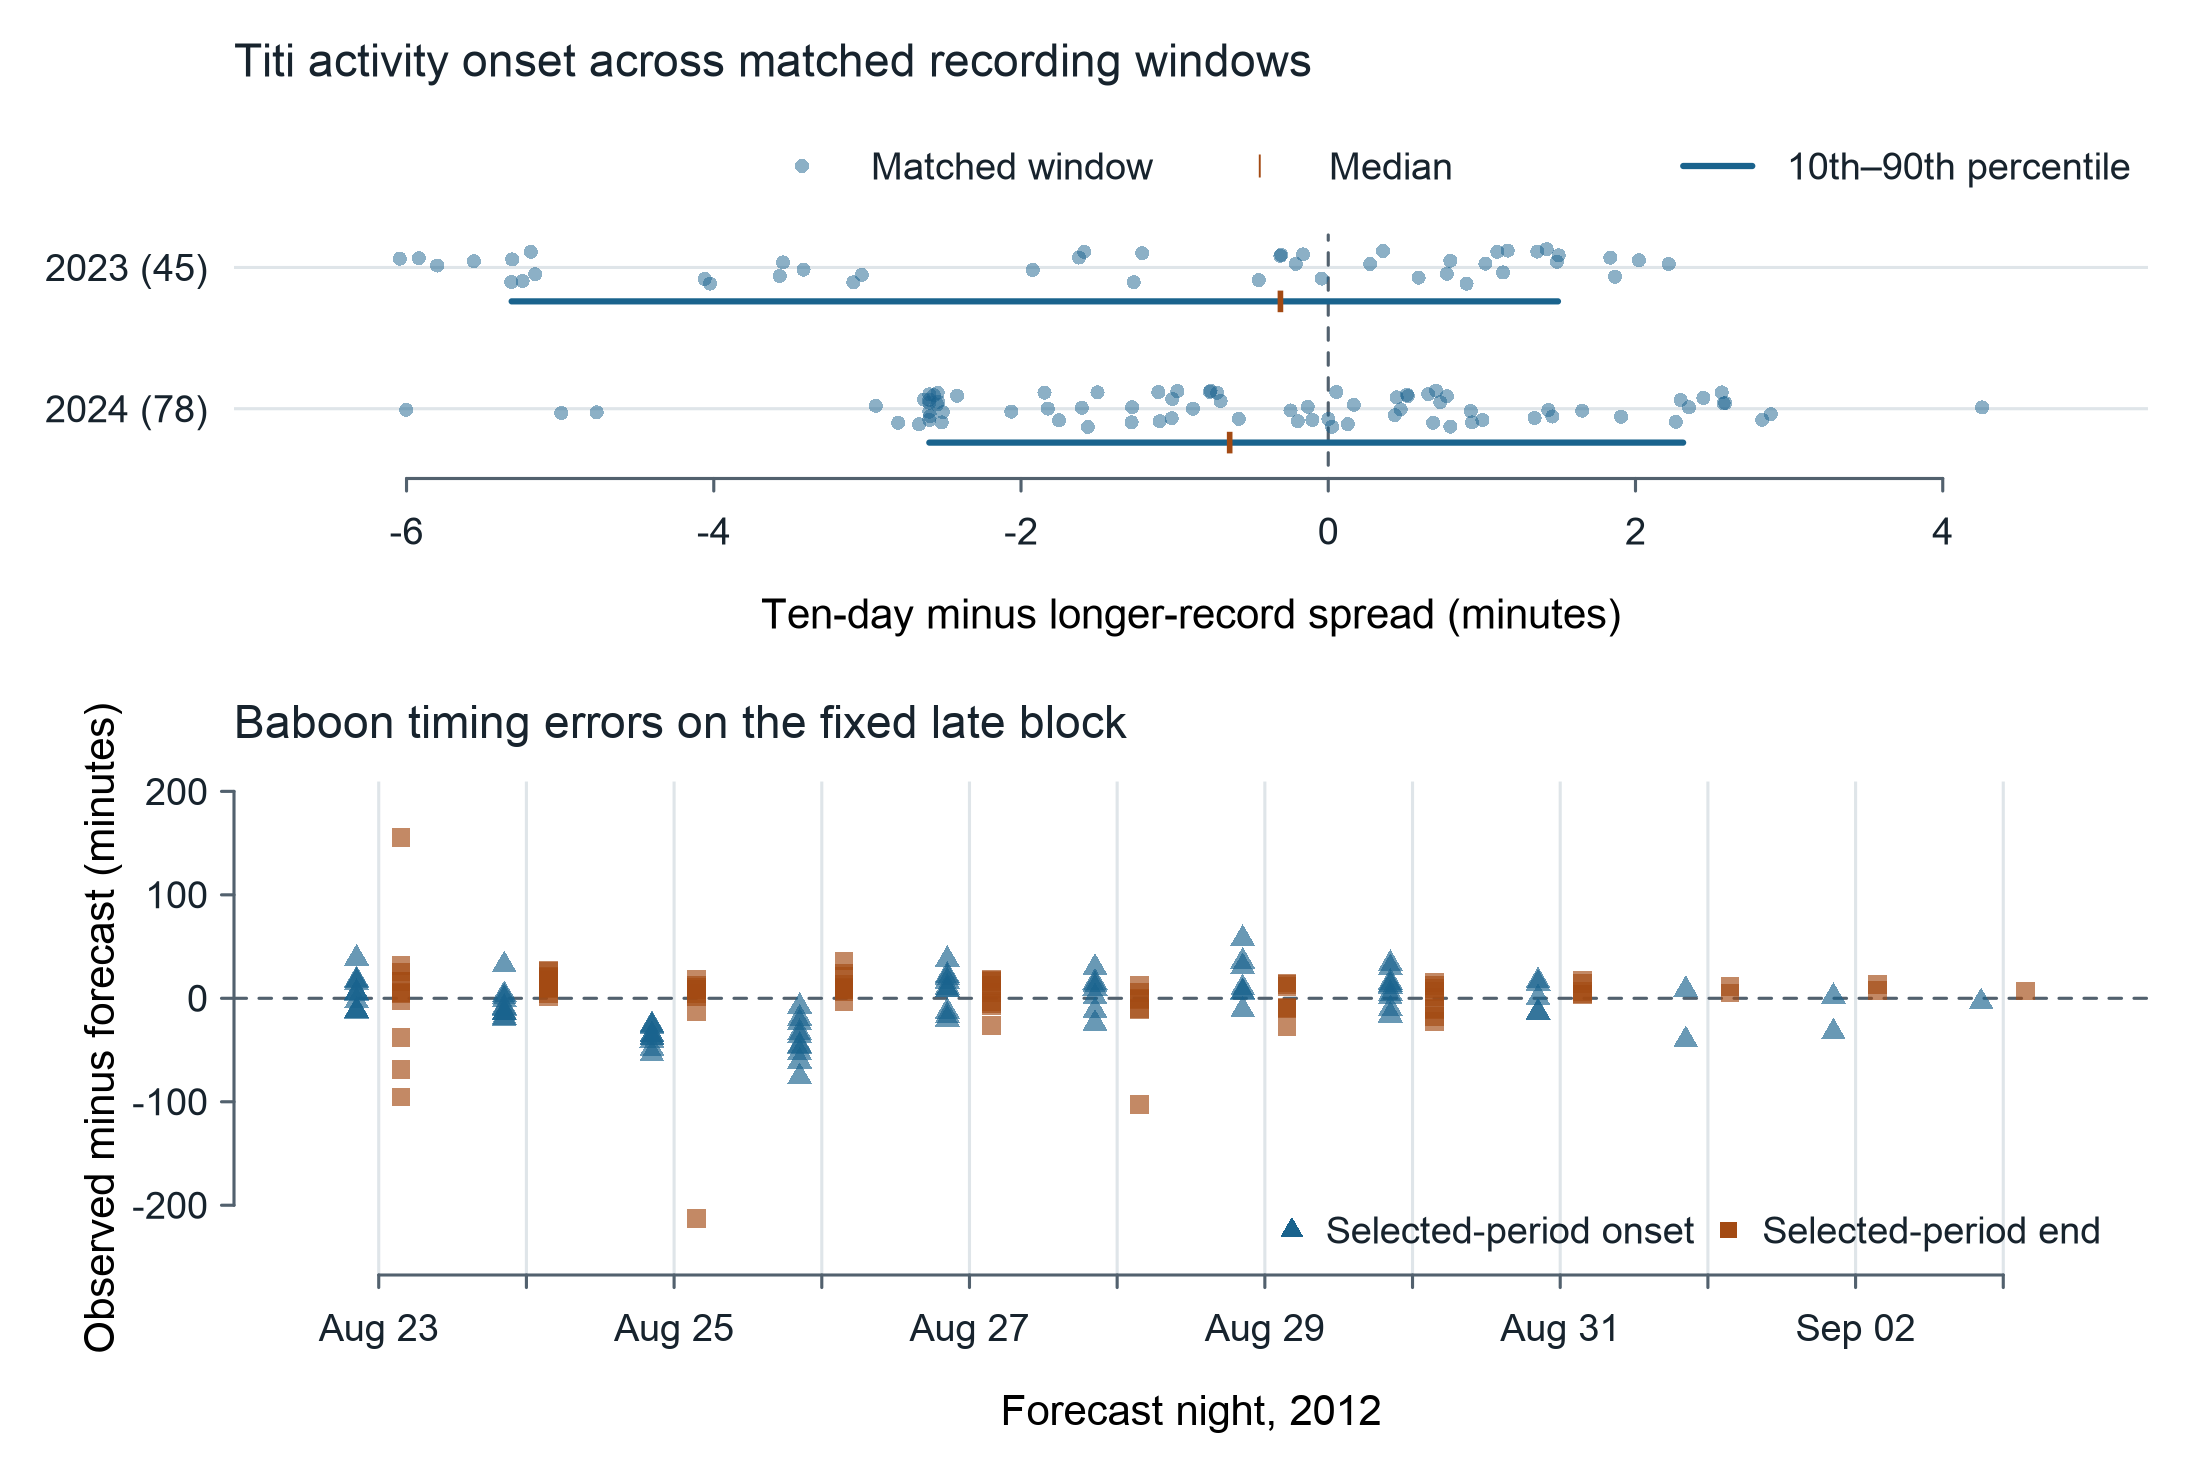 Titi activity onset across matched recording windows
Matched window Median 10th–90th percentile
2023 (45)
2024 (78)
-6 -4 -2 0 2 4
Ten-day minus longer-record spread (minutes)
Baboon timing errors on the fixed late block
Observed minus forecast (minutes)
200
100
0
-100
-200
Selected-period onset Selected-period end
Aug 23 Aug 25 Aug 27 Aug 29 Aug 31 Sep 02
Forecast night, 2012